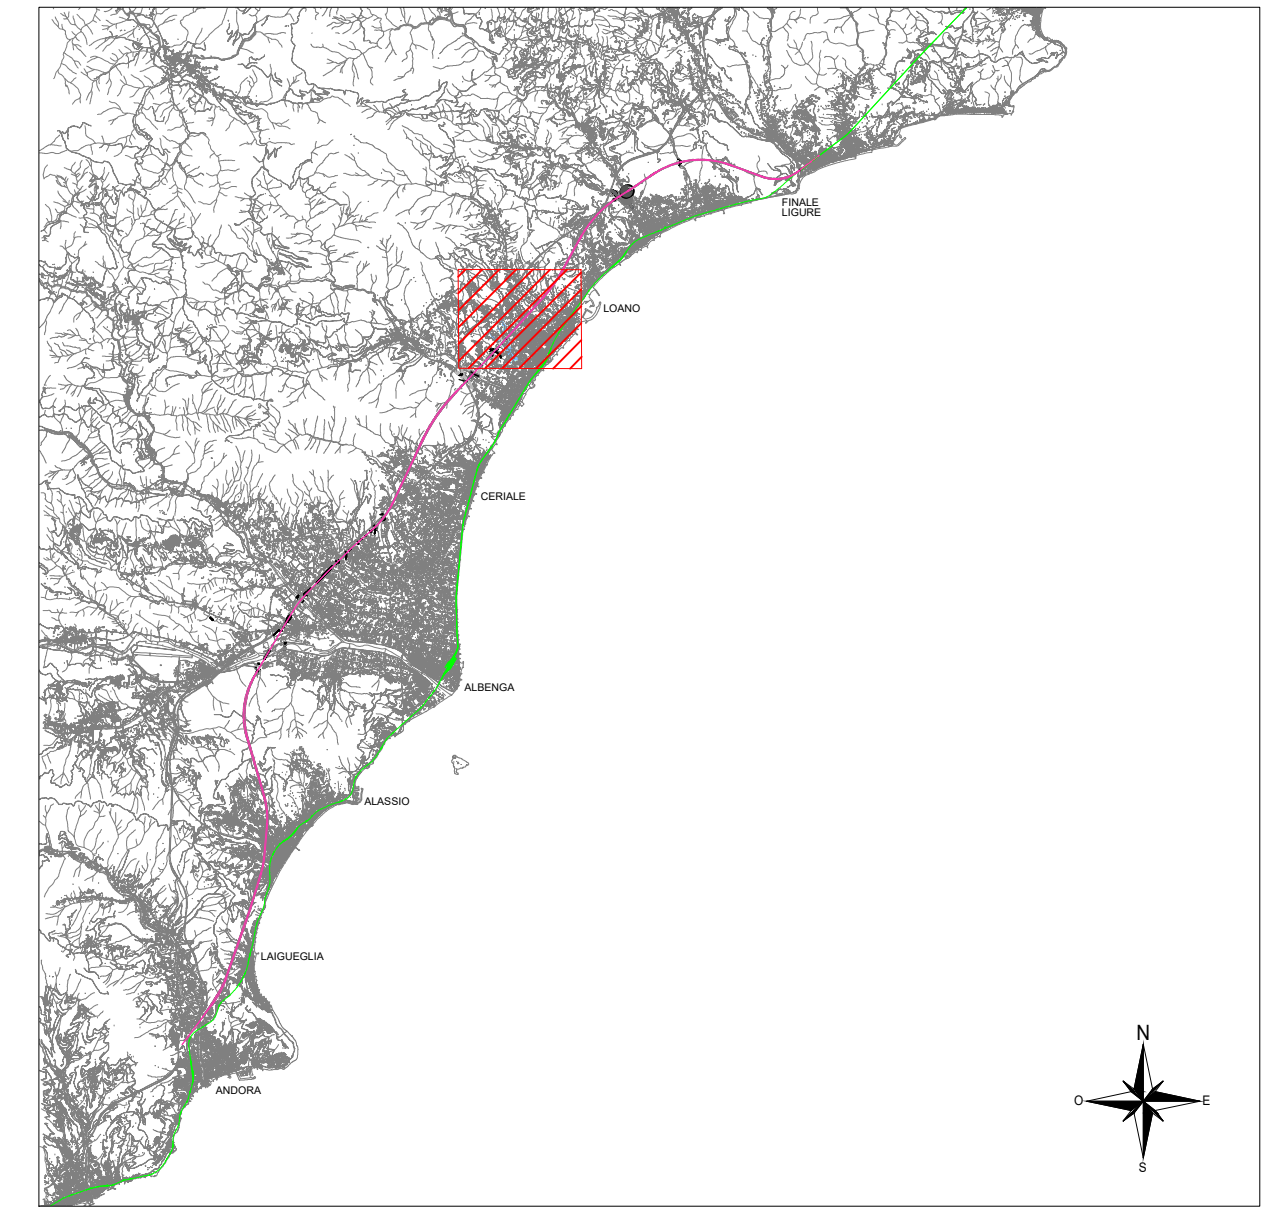 FINALE
LIGURE
LOANO
CERIALE
ALBENGA
ALASSIO
LAIGUEGLIA
N
O
E
ANDORA
S